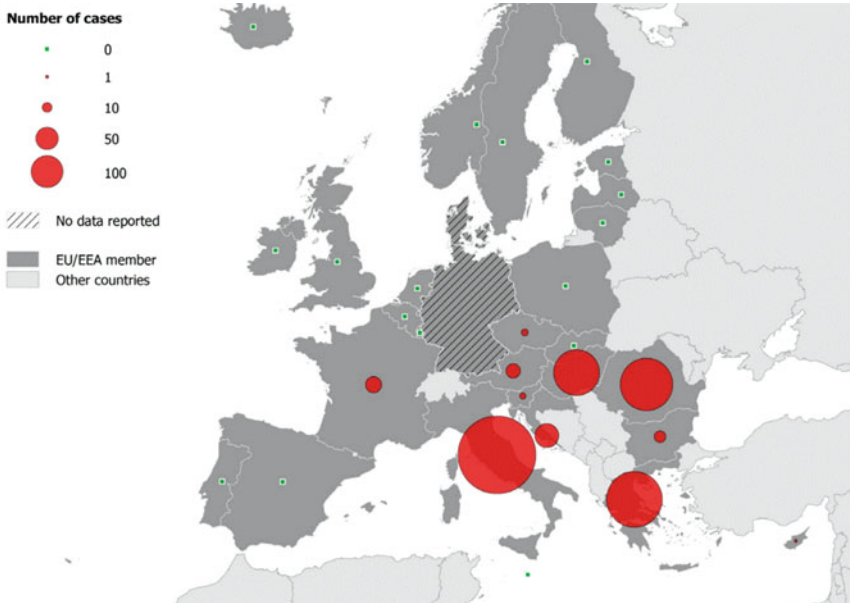 Number of cases
0
1
10
50
100
No data reported
EU/EEA member
Other countries